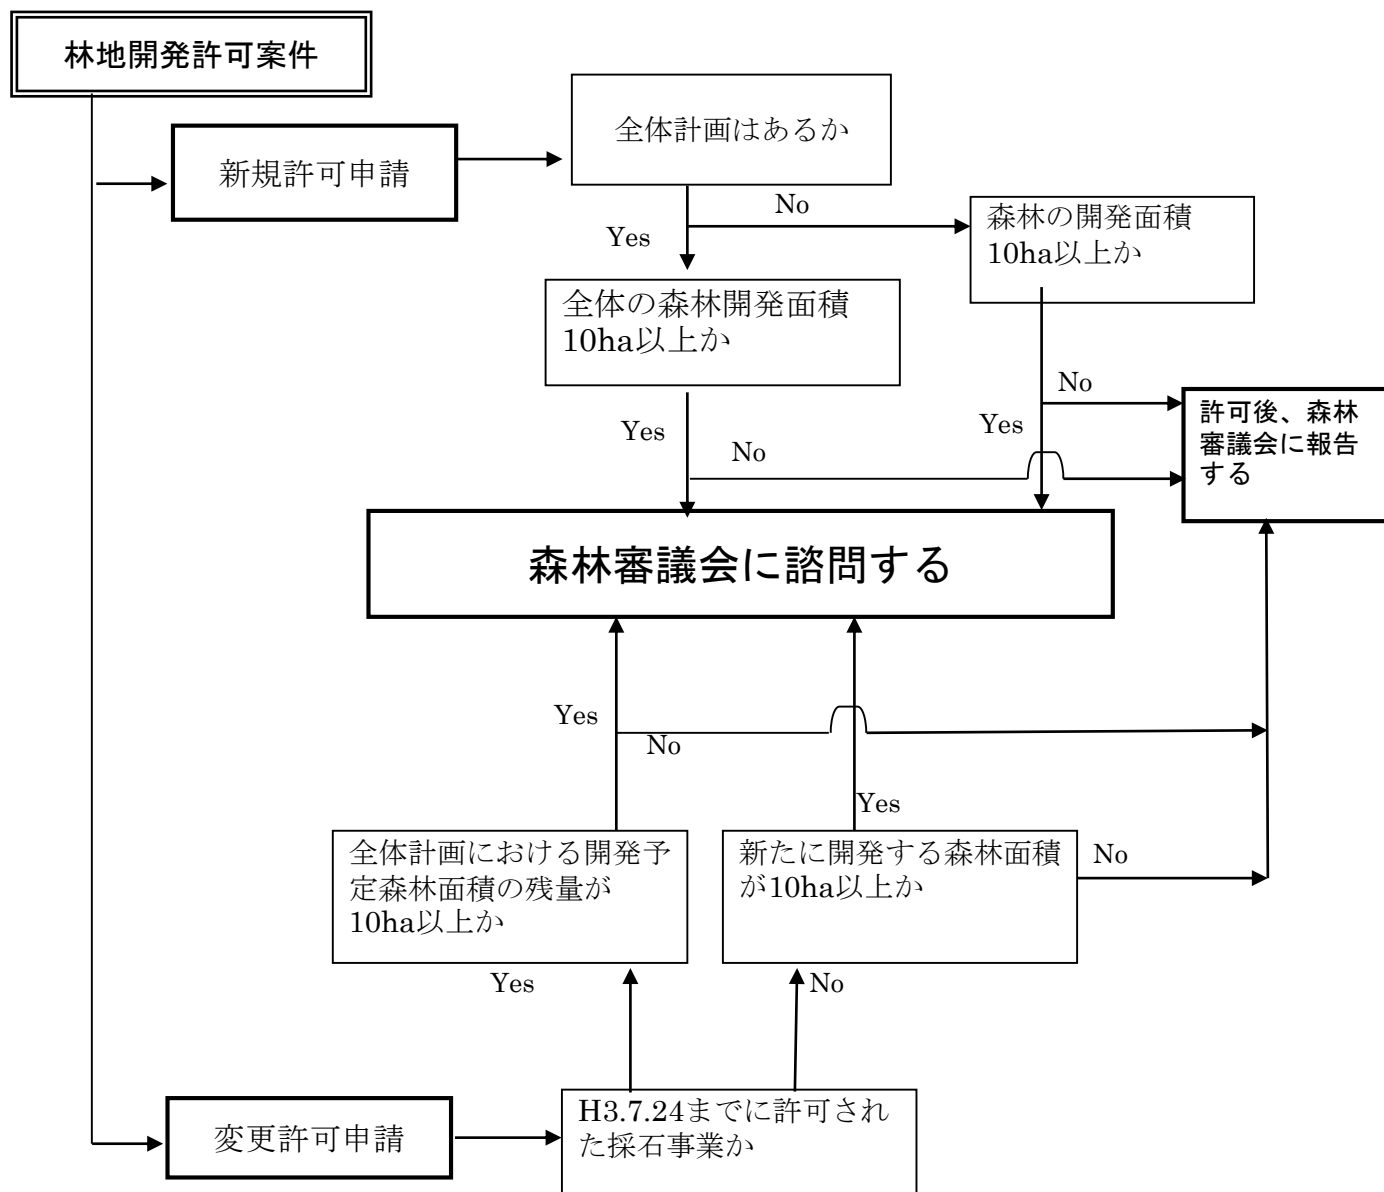 林地開発許可案件
新規許可申請
全体計画はあるか
No
Yes
森林の開発面積
10ha以上か
全体の森林開発面積
10ha以上か
No
Yes
Yes
No
許可後、森林
審議会に報告
する
森林審議会に諮問する
Yes
No
Yes
全体計画における開発予
定森林面積の残量が
10ha以上か
新たに開発する森林面積
が10ha以上か
No
Yes
No
変更許可申請
H3.7.24までに許可され
た採石事業か